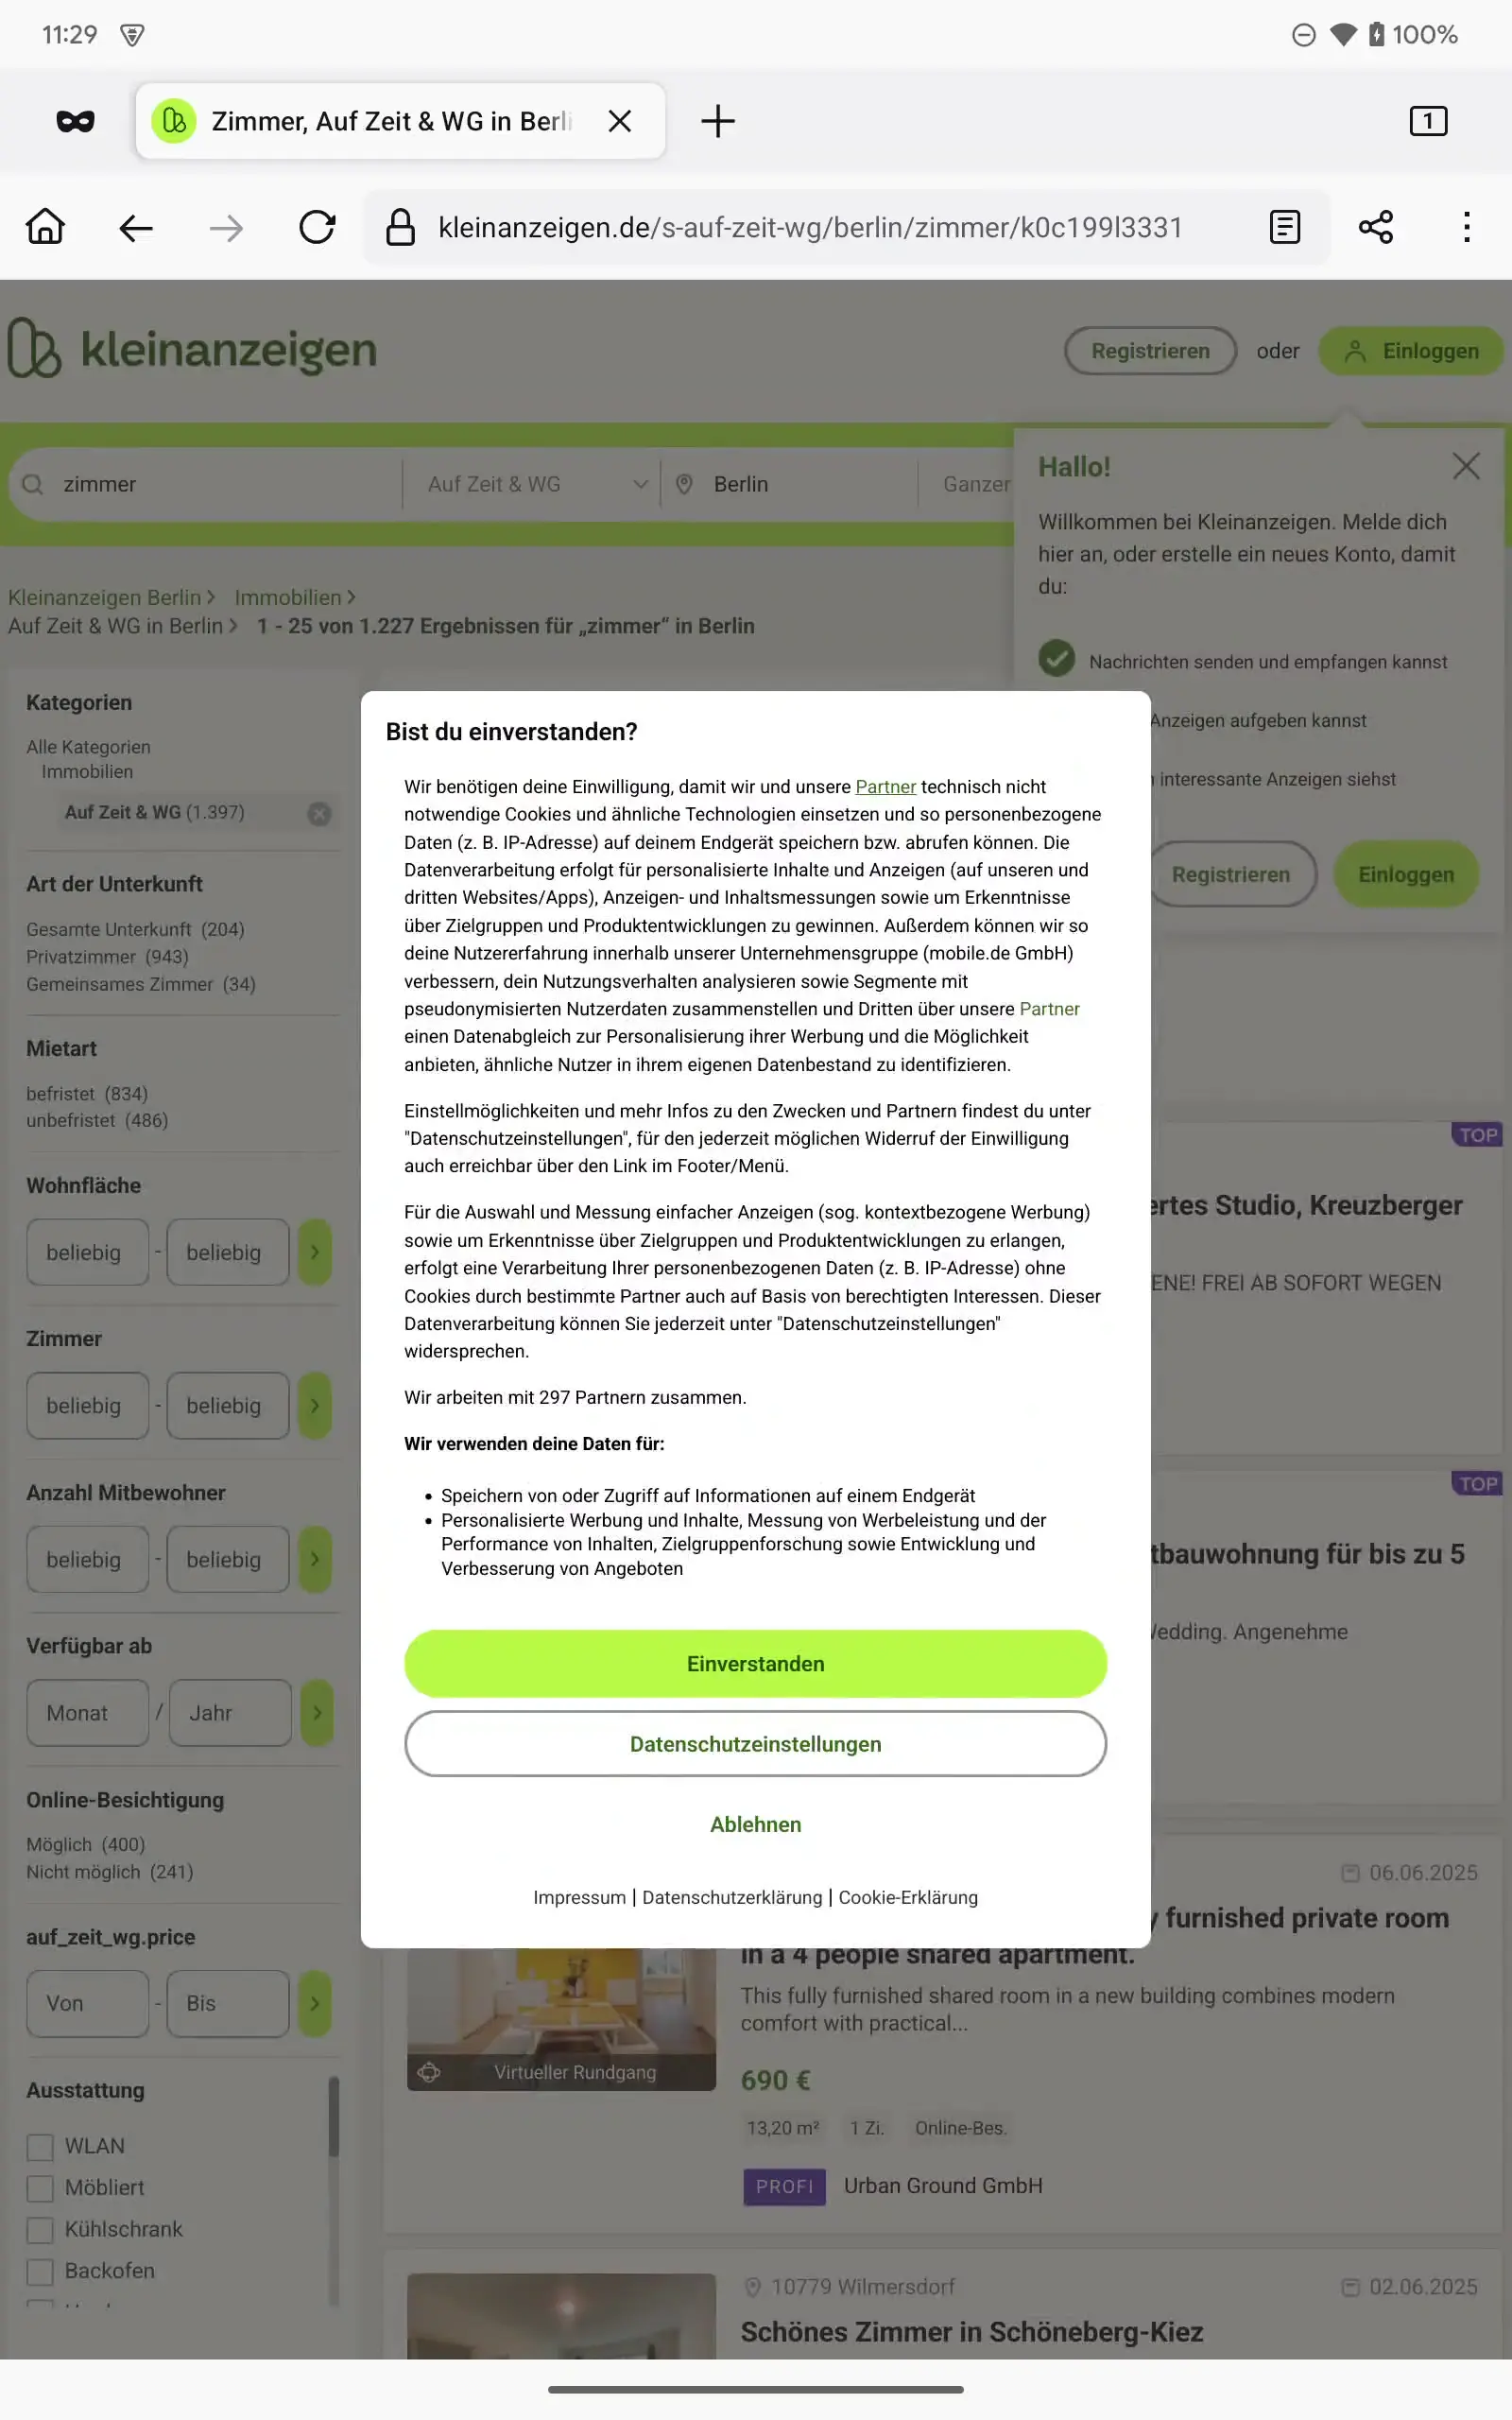 11:29
100%
Zimmer, Auf Zeit & WG in Berli
1
kleinanzeigen.de/s-auf-zeit-wg/berlin/zimmer/k0c199l3331
kleinanzeigen
Registrieren oder Einloggen
zimmer Auf Zeit & WG Berlin Ganzer
Hallo!
Willkommen bei Kleinanzeigen. Melde dich
hier an, oder erstelle ein neues Konto, damit
du:
Nachrichten senden und empfangen kannst
Anzeigen aufgeben kannst
interessante Anzeigen siehst
Registrieren Einloggen
Kleinanzeigen Berlin > Immobilien >
Auf Zeit & WG in Berlin > 1 - 25 von 1.227 Ergebnissen für „zimmer“ in Berlin
Kategorien
Alle Kategorien
Immobilien
Auf Zeit & WG (1.397)
Art der Unterkunft
Gesamte Unterkunft (204)
Privatzimmer (943)
Gemeinsames Zimmer (34)
Mietart
befristet (834)
unbefristet (486)
Wohnfläche
beliebig - beliebig
Zimmer
beliebig - beliebig
Anzahl Mitbewohner
beliebig - beliebig
Verfügbar ab
Monat / Jahr
Online-Besichtigung
Möglich (400)
Nicht möglich (241)
auf_zeit_wg.price
Von - Bis
Ausstattung
WLAN
Möbliert
Kühlschrank
Backofen
Bist du einverstanden?
Wir benötigen deine Einwilligung, damit wir und unsere Partner technisch nicht
notwendige Cookies und ähnliche Technologien einsetzen und so personenbezogene
Daten (z. B. IP-Adresse) auf deinem Endgerät speichern bzw. abrufen können. Die
Datenverarbeitung erfolgt für personalisierte Inhalte und Anzeigen (auf unseren und
dritten Websites/Apps), Anzeigen- und Inhaltsmessungen sowie um Erkenntnisse
über Zielgruppen und Produktentwicklungen zu gewinnen. Außerdem können wir so
deine Nutzererfahrung innerhalb unserer Unternehmensgruppe (mobile.de GmbH)
verbessern, dein Nutzungsverhalten analysieren sowie Segmente mit
pseudonymisierten Nutzerdaten zusammenstellen und Dritten über unsere Partner
einen Datenabgleich zur Personalisierung ihrer Werbung und die Möglichkeit
anbieten, ähnliche Nutzer in ihrem eigenen Datenbestand zu identifizieren.
Einstellmöglichkeiten und mehr Infos zu den Zwecken und Partnern findest du unter
"Datenschutzeinstellungen", für den jederzeit möglichen Widerruf der Einwilligung
auch erreichbar über den Link im Footer/Menü.
Für die Auswahl und Messung einfacher Anzeigen (sog. kontextbezogene Werbung)
sowie um Erkenntnisse über Zielgruppen und Produktentwicklungen zu erlangen,
erfolgt eine Verarbeitung Ihrer personenbezogenen Daten (z. B. IP-Adresse) ohne
Cookies durch bestimmte Partner auch auf Basis von berechtigten Interessen. Dieser
Datenverarbeitung können Sie jederzeit unter "Datenschutzeinstellungen"
widersprechen.
Wir arbeiten mit 297 Partnern zusammen.
Wir verwenden deine Daten für:
• Speichern von oder Zugriff auf Informationen auf einem Endgerät
• Personalisierte Werbung und Inhalte, Messung von Werbeleistung und der
Performance von Inhalten, Zielgruppenforschung sowie Entwicklung und
Verbesserung von Angeboten
Einverstanden
Datenschutzeinstellungen
Ablehnen
Impressum | Datenschutzerklärung | Cookie-Erklärung
TOP
ertes Studio, Kreuzberger
ENE! FREI AB SOFORT WEGEN
TOP
tbauwohnung für bis zu 5
Wedding. Angenehme
06.06.2025
y furnished private room
in a 4 people shared apartment.
This fully furnished shared room in a new building combines modern
comfort with practical...
Virtueller Rundgang
690 €
13,20 m² 1 Zi. Online-Bes.
PROFI Urban Ground GmbH
10779 Wilmersdorf 02.06.2025
Schönes Zimmer in Schöneberg-Kiez